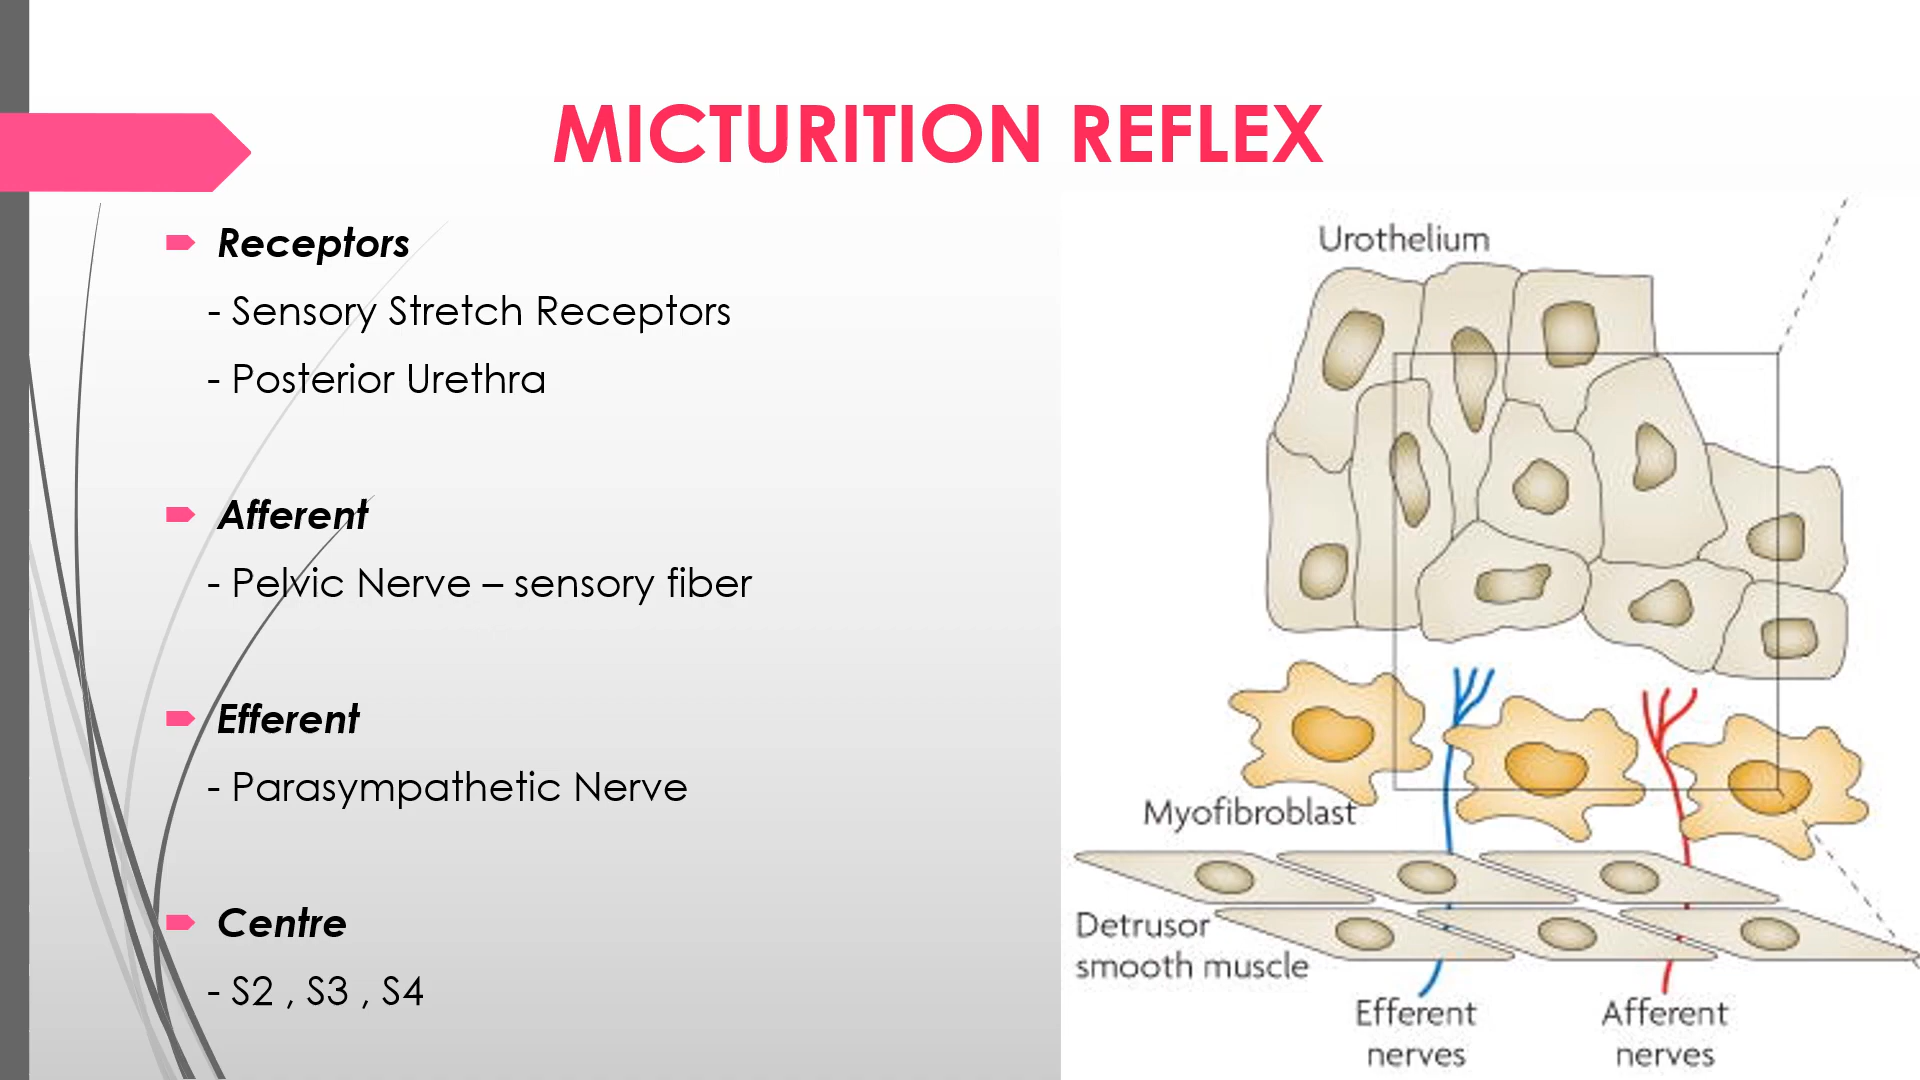 MICTURITION REFLEX
Receptors
- Sensory Stretch Receptors
- Posterior Urethra
Afferent
- Pelvic Nerve – sensory fiber
Efferent
- Parasympathetic Nerve
Centre
- S2 , S3 , S4
Urothelium
Myofibroblast
Detrusor
smooth muscle
Efferent
nerves
Afferent
nerves